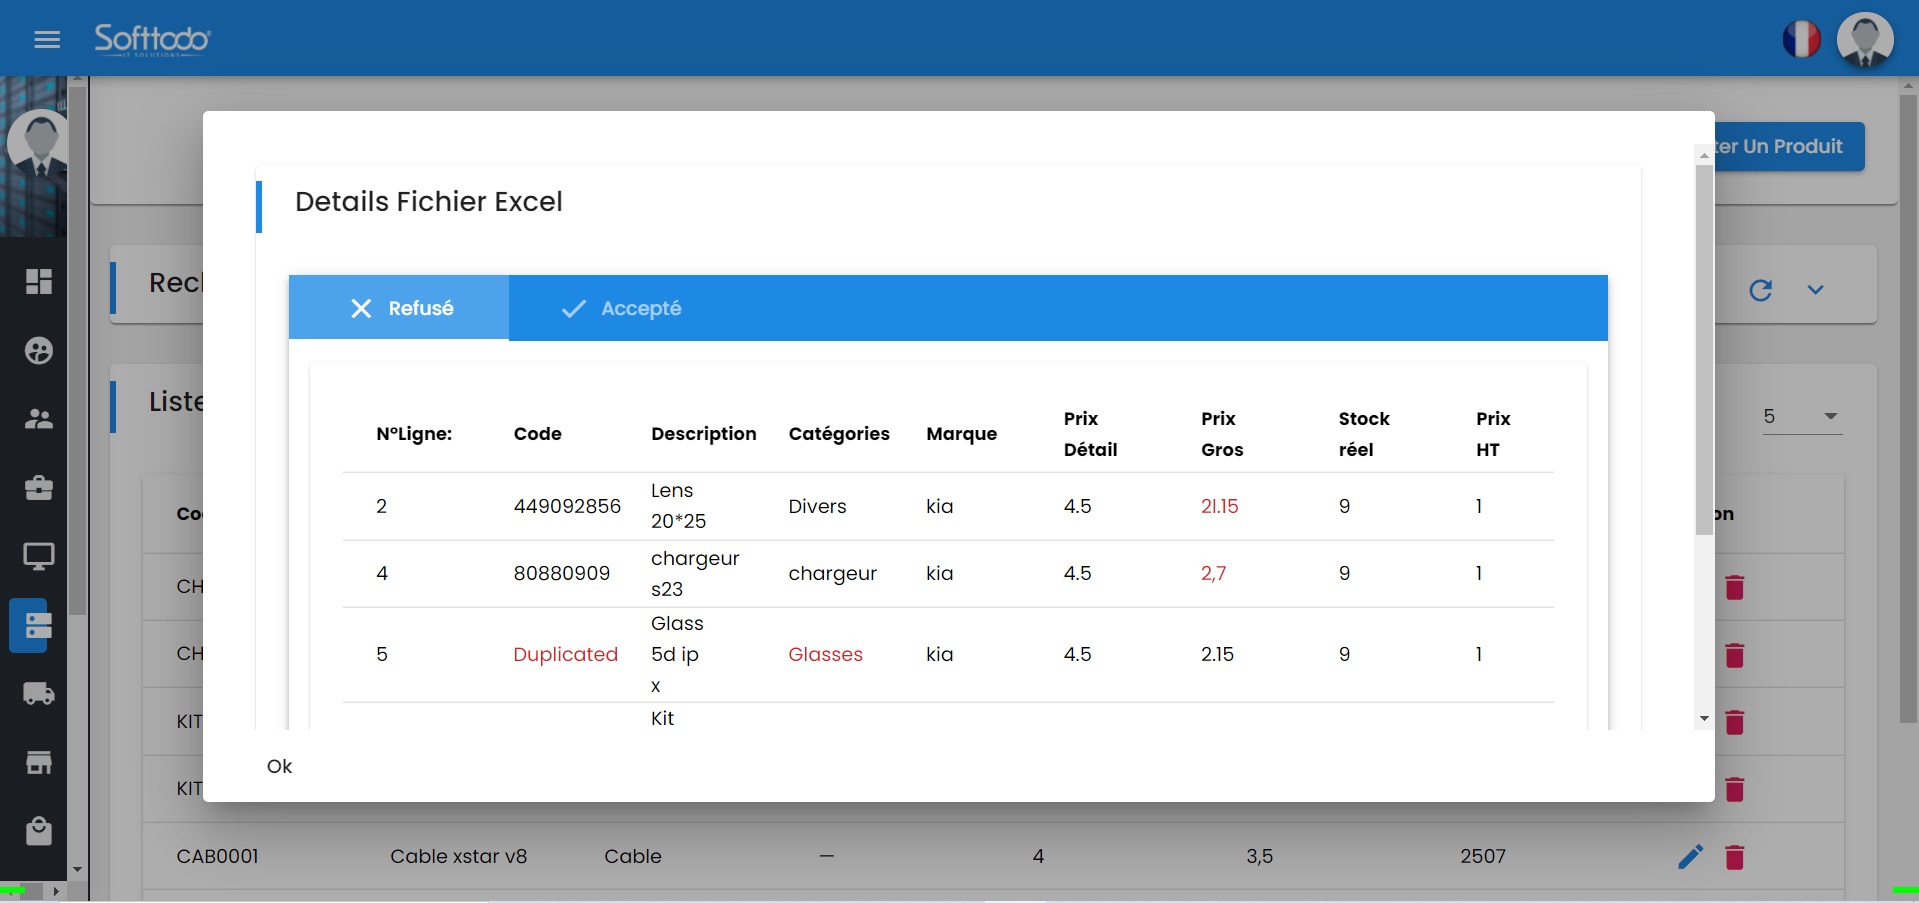 Softtodo
IT SOLUTIONS
ter Un Produit
Details Fichier Excel
Rech
Refusé
Accepté
Liste
5
N°Ligne: Code Description Catégories Marque Prix Détail Prix Gros Stock réel Prix HT
2 449092856 Lens 20*25 Divers kia 4.5 2l.15 9 1
4 80880909 chargeur s23 chargeur kia 4.5 2,7 9 1
5 Duplicated Glass 5d ip x Glasses kia 4.5 2.15 9 1
Kit
Co
on
CH
CH
KIT
KIT
Ok
CAB0001 Cable xstar v8 Cable — 4 3,5 2507